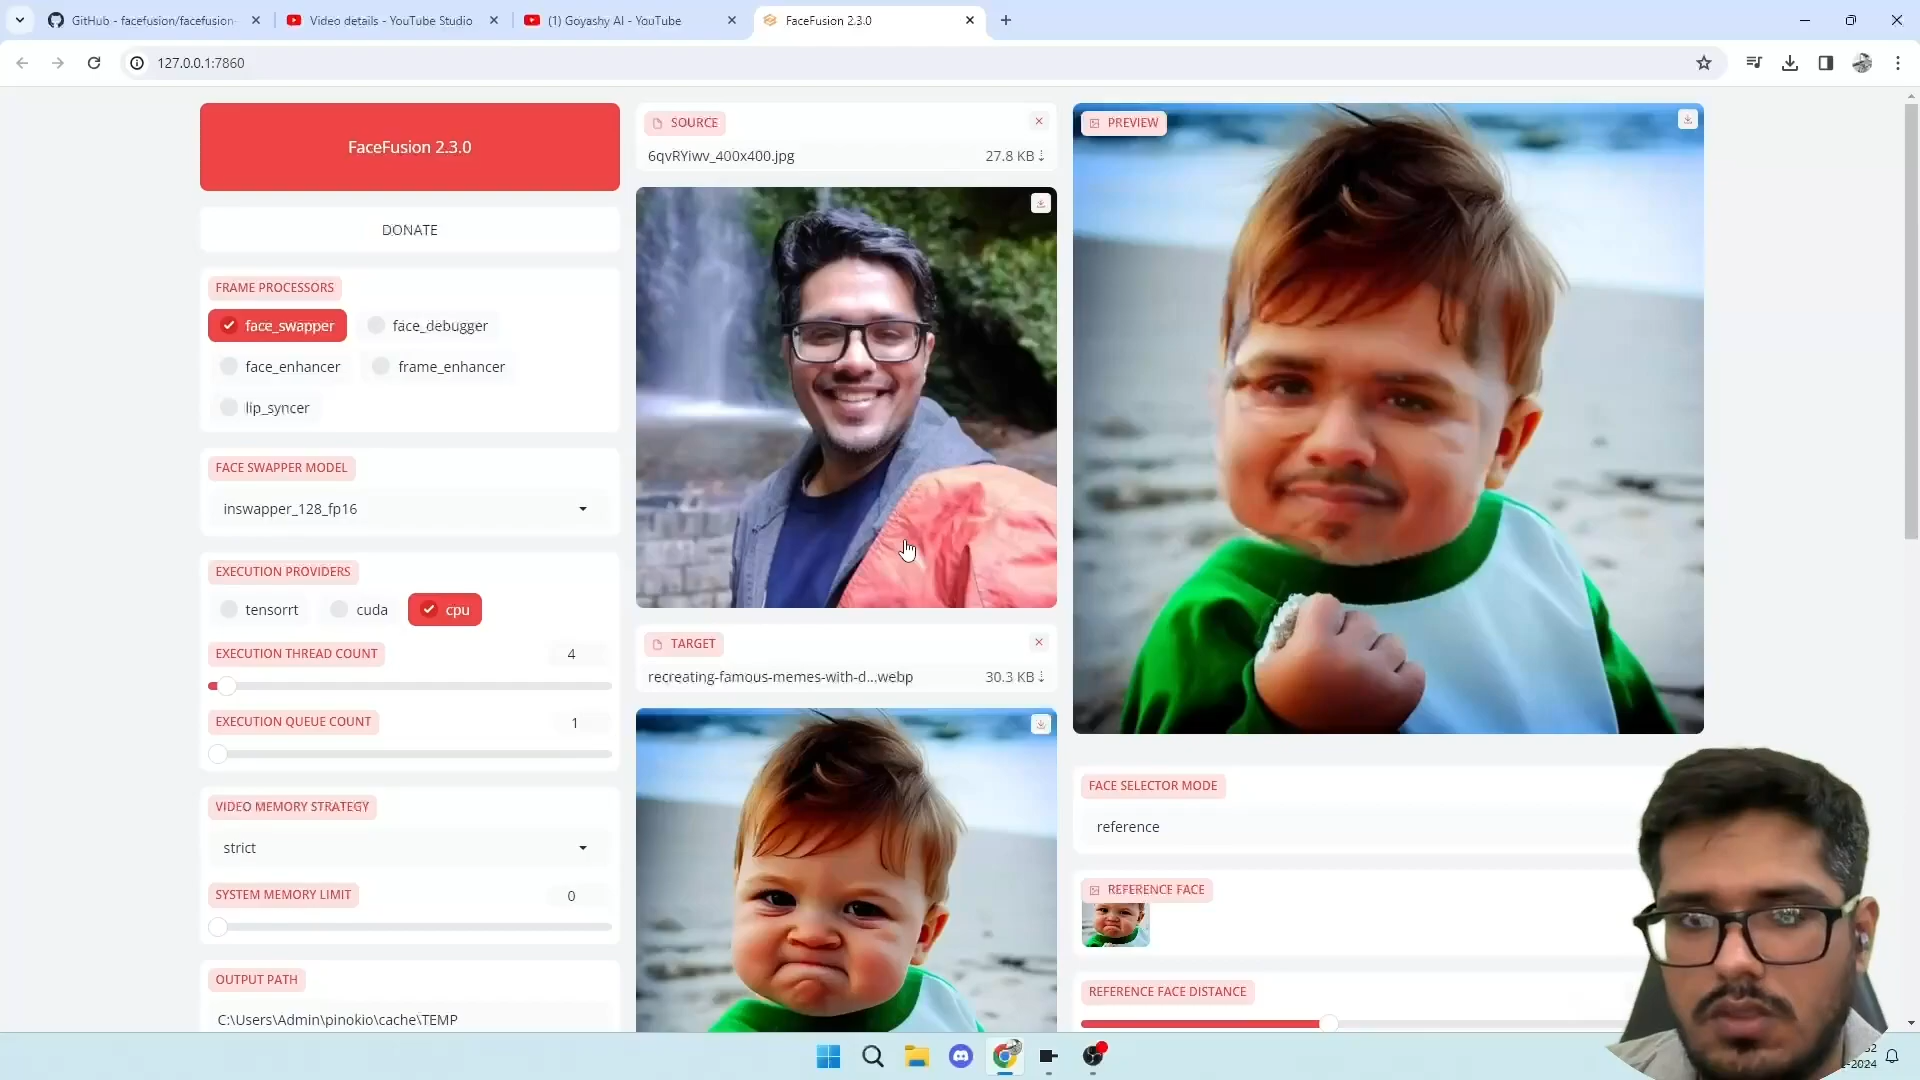 GitHub - facefusion/facefusion
Video details - YouTube Studio
(1) Goyashy AI - YouTube
FaceFusion 2.3.0
127.0.0.1:7860
FaceFusion 2.3.0
DONATE
FRAME PROCESSORS
face_swapper
face_debugger
face_enhancer
frame_enhancer
lip_syncer
FACE SWAPPER MODEL
inswapper_128_fp16
EXECUTION PROVIDERS
tensorrt
cuda
cpu
EXECUTION THREAD COUNT
4
EXECUTION QUEUE COUNT
1
VIDEO MEMORY STRATEGY
strict
SYSTEM MEMORY LIMIT
0
OUTPUT PATH
C:\Users\Admin\pinokio\cache\TEMP
SOURCE
6qvRYiwv_400x400.jpg
27.8 KB ⇣
TARGET
recreating-famous-memes-with-d...webp
30.3 KB ⇣
PREVIEW
FACE SELECTOR MODE
reference
REFERENCE FACE
REFERENCE FACE DISTANCE
-2024